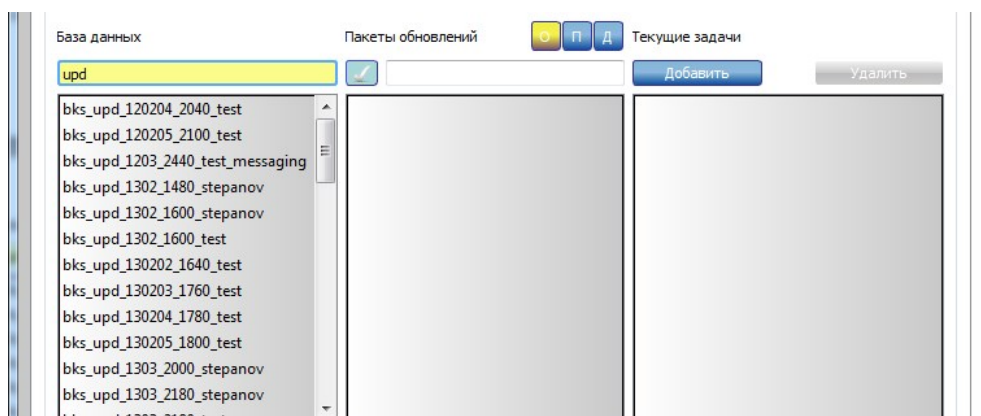 База данных
Пакеты обновлений
О П Д
Текущие задачи
upd
Добавить
Удалить
bks_upd_120204_2040_test
bks_upd_120205_2100_test
bks_upd_1203_2440_test_messaging
bks_upd_1302_1480_stepanov
bks_upd_1302_1600_stepanov
bks_upd_1302_1600_test
bks_upd_130202_1640_test
bks_upd_130203_1760_test
bks_upd_130204_1780_test
bks_upd_130205_1800_test
bks_upd_1303_2000_stepanov
bks_upd_1303_2180_stepanov